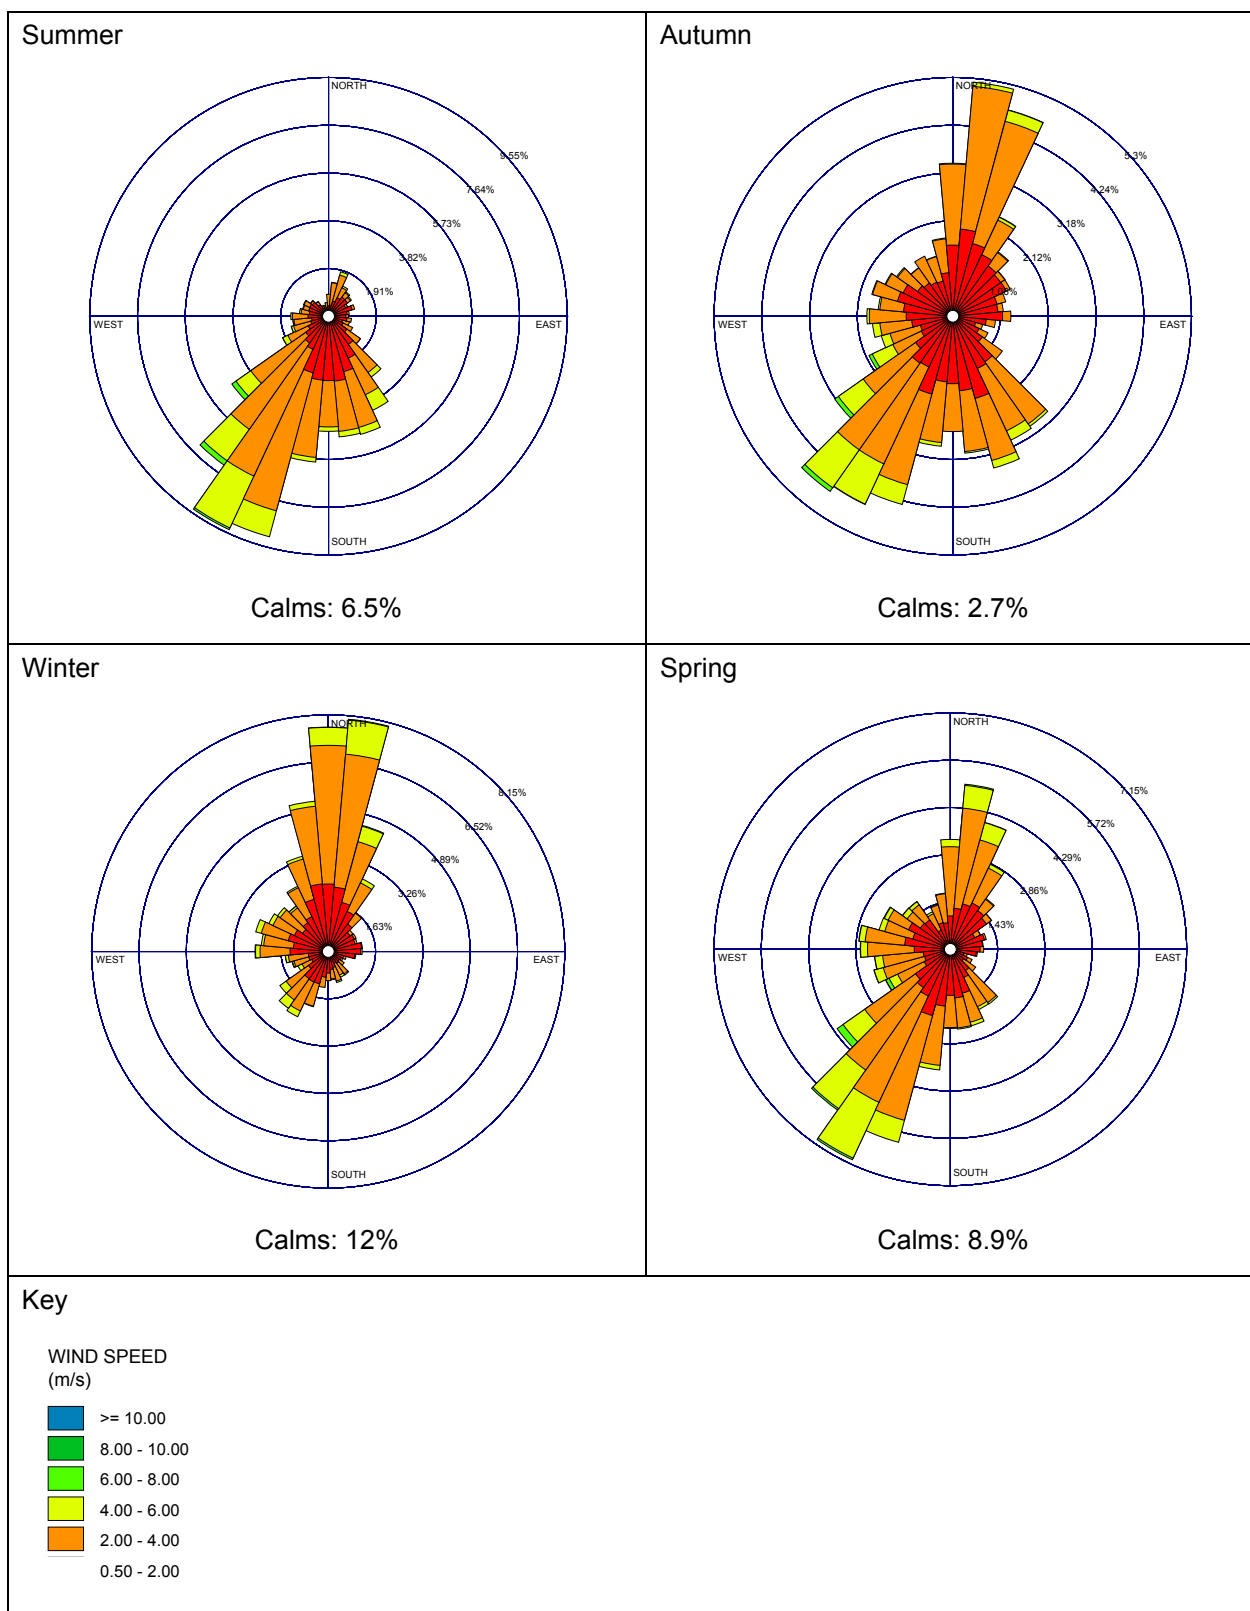 Summer
NORTH
9.55%
7.64%
5.73%
3.82%
1.91%
WEST
EAST
SOUTH
Calms: 6.5%
Autumn
NORTH
5.3%
4.24%
3.18%
2.12%
WEST
EAST
SOUTH
Calms: 2.7%
Winter
NORTH
8.15%
6.52%
4.89%
3.26%
1.63%
WEST
EAST
SOUTH
Calms: 12%
Spring
NORTH
7.15%
5.72%
4.29%
2.86%
1.43%
WEST
EAST
SOUTH
Calms: 8.9%
Key
WIND SPEED
(m/s)
>= 10.00
8.00 - 10.00
6.00 - 8.00
4.00 - 6.00
2.00 - 4.00
0.50 - 2.00